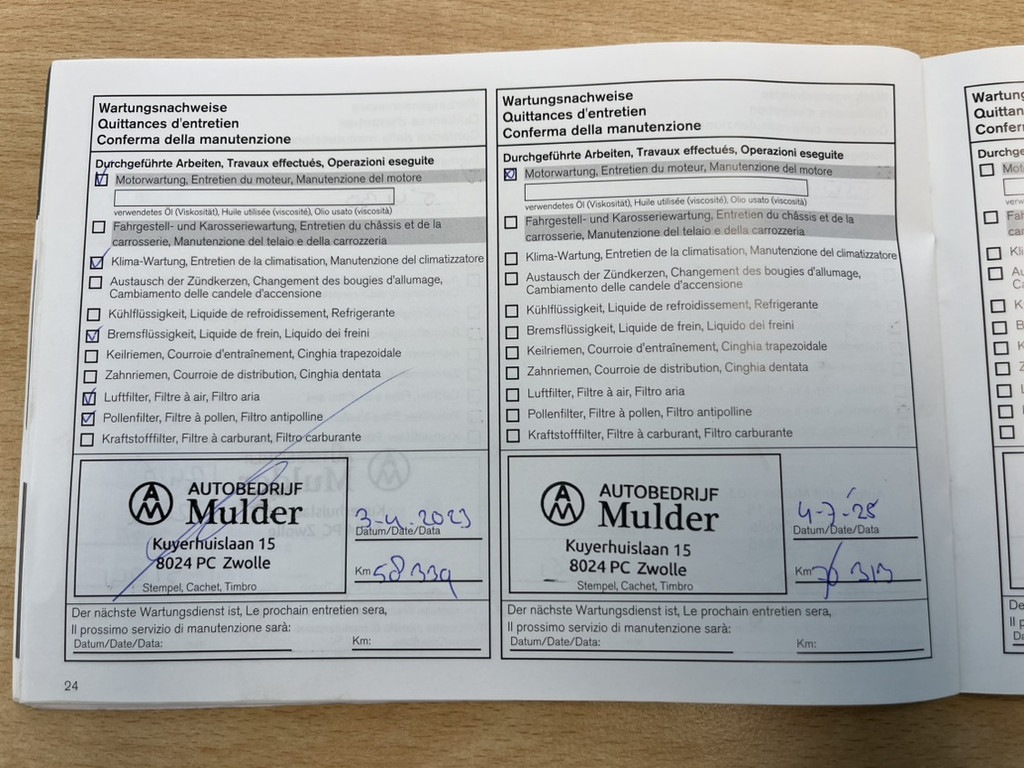 Wartungsnachweise
Quittances d'entretien
Conferma della manutenzione
Durchgeführte Arbeiten, Travaux effectués, Operazioni eseguite
Motorwartung, Entretien du moteur, Manutenzione del motore
verwendetes Öl (Viskosität), Huile utilisée (viscosité), Olio usato (viscosità)
Fahrgestell- und Karosseriewartung, Entretien du châssis et de la
carrosserie, Manutenzione del telaio e della carrozzeria
Klima-Wartung, Entretien de la climatisation, Manutenzione del climatizzatore
Austausch der Zündkerzen, Changement des bougies d'allumage,
Cambiamento delle candele d'accensione
Kühlflüssigkeit, Liquide de refroidissement, Refrigerante
Bremsflüssigkeit, Liquide de frein, Liquido dei freini
Keilriemen, Courroie d'entraînement, Cinghia trapezoidale
Zahnriemen, Courroie de distribution, Cinghia dentata
Luftfilter, Filtre à air, Filtro aria
Pollenfilter, Filtre à pollen, Filtro antipolline
Kraftstofffilter, Filtre à carburant, Filtro carburante
AUTOBEDRIJF
Mulder
Kuyerhuislaan 15
8024 PC Zwolle
Stempel, Cachet, Timbro
3-4-2023
Datum/Date/Data
Km 58339
Der nächste Wartungsdienst ist, Le prochain entretien sera,
Il prossimo servizio di manutenzione sarà:
Datum/Date/Data:
Km:
24
Wartungsnachweise
Quittances d'entretien
Conferma della manutenzione
Durchgeführte Arbeiten, Travaux effectués, Operazioni eseguite
Motorwartung, Entretien du moteur, Manutenzione del motore
verwendetes Öl (Viskosität), Huile utilisée (viscosité), Olio usato (viscosità)
Fahrgestell- und Karosseriewartung, Entretien du châssis et de la
carrosserie, Manutenzione del telaio e della carrozzeria
Klima-Wartung, Entretien de la climatisation, Manutenzione del climatizzatore
Austausch der Zündkerzen, Changement des bougies d'allumage,
Cambiamento delle candele d'accensione
Kühlflüssigkeit, Liquide de refroidissement, Refrigerante
Bremsflüssigkeit, Liquide de frein, Liquido dei freini
Keilriemen, Courroie d'entraînement, Cinghia trapezoidale
Zahnriemen, Courroie de distribution, Cinghia dentata
Luftfilter, Filtre à air, Filtro aria
Pollenfilter, Filtre à pollen, Filtro antipolline
Kraftstofffilter, Filtre à carburant, Filtro carburante
AUTOBEDRIJF
Mulder
Kuyerhuislaan 15
8024 PC Zwolle
Stempel, Cachet, Timbro
4-7-'25
Datum/Date/Data
Km 76 313
Der nächste Wartungsdienst ist, Le prochain entretien sera,
Il prossimo servizio di manutenzione sarà:
Datum/Date/Data:
Km: